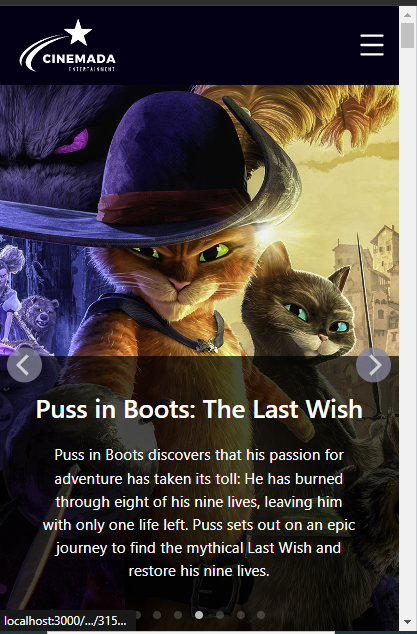 CINEMADA
ENTERTAINMENT
Puss in Boots: The Last Wish
Puss in Boots discovers that his passion for
adventure has taken its toll: He has burned
through eight of his nine lives, leaving him
with only one life left. Puss sets out on an epic
journey to find the mythical Last Wish and
restore his nine lives.
localhost:3000/.../315...